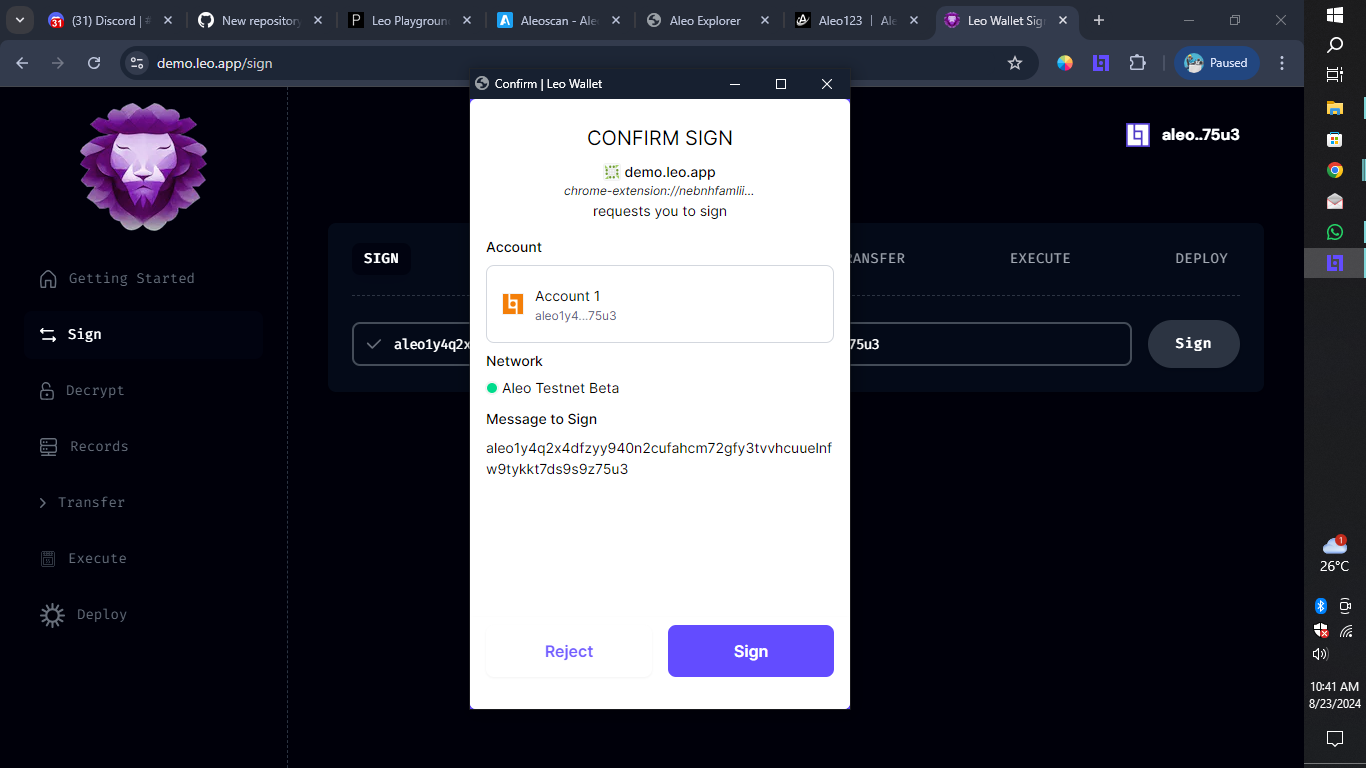 (31) Discord | #
New repository
Leo Playground
Aleoscan - Ale
Aleo Explorer
Aleo123 | Ale
Leo Wallet Sig
demo.leo.app/sign
Paused
Confirm | Leo Wallet
CONFIRM SIGN
demo.leo.app
chrome-extension://nebnhfamlii...
requests you to sign
Account
Account 1
aleo1y4...75u3
Network
Aleo Testnet Beta
Message to Sign
aleo1y4q2x4dfzyy940n2cufahcm72gfy3tvvhcuuelnf
w9tykkt7ds9s9z75u3
Reject
Sign
aleo..75u3
Getting Started
Sign
Decrypt
Records
Transfer
Execute
Deploy
SIGN
RANSFER
EXECUTE
DEPLOY
aleo1y4q2x
75u3
Sign
1
26°C
10:41 AM
8/23/2024